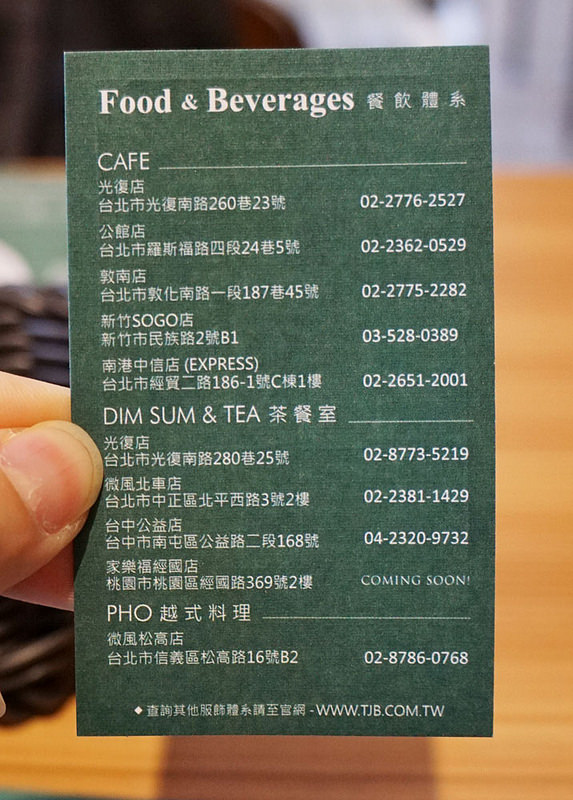 Food & Beverages 餐飲體系
CAFE
光復店
台北市光復南路260巷23號 02-2776-2527
公館店
台北市羅斯福路四段24巷5號 02-2362-0529
敦南店
台北市敦化南路一段187巷45號 02-2775-2282
新竹SOGO店
新竹市民族路2號B1 03-528-0389
南港中信店 (EXPRESS)
台北市經貿二路186-1號C棟1樓 02-2651-2001
DIM SUM & TEA 茶餐室
光復店
台北市光復南路280巷25號 02-8773-5219
微風北車店
台北市中正區北平西路3號2樓 02-2381-1429
台中公益店
台中市南屯區公益路二段168號 04-2320-9732
家樂福經國店
桃園市桃園區經國路369號2樓 COMING SOON!
PHO 越式料理
微風松高店
台北市信義區松高路16號B2 02-8786-0768
◆ 查詢其他服飾體系請至官網 - WWW.TJB.COM.TW